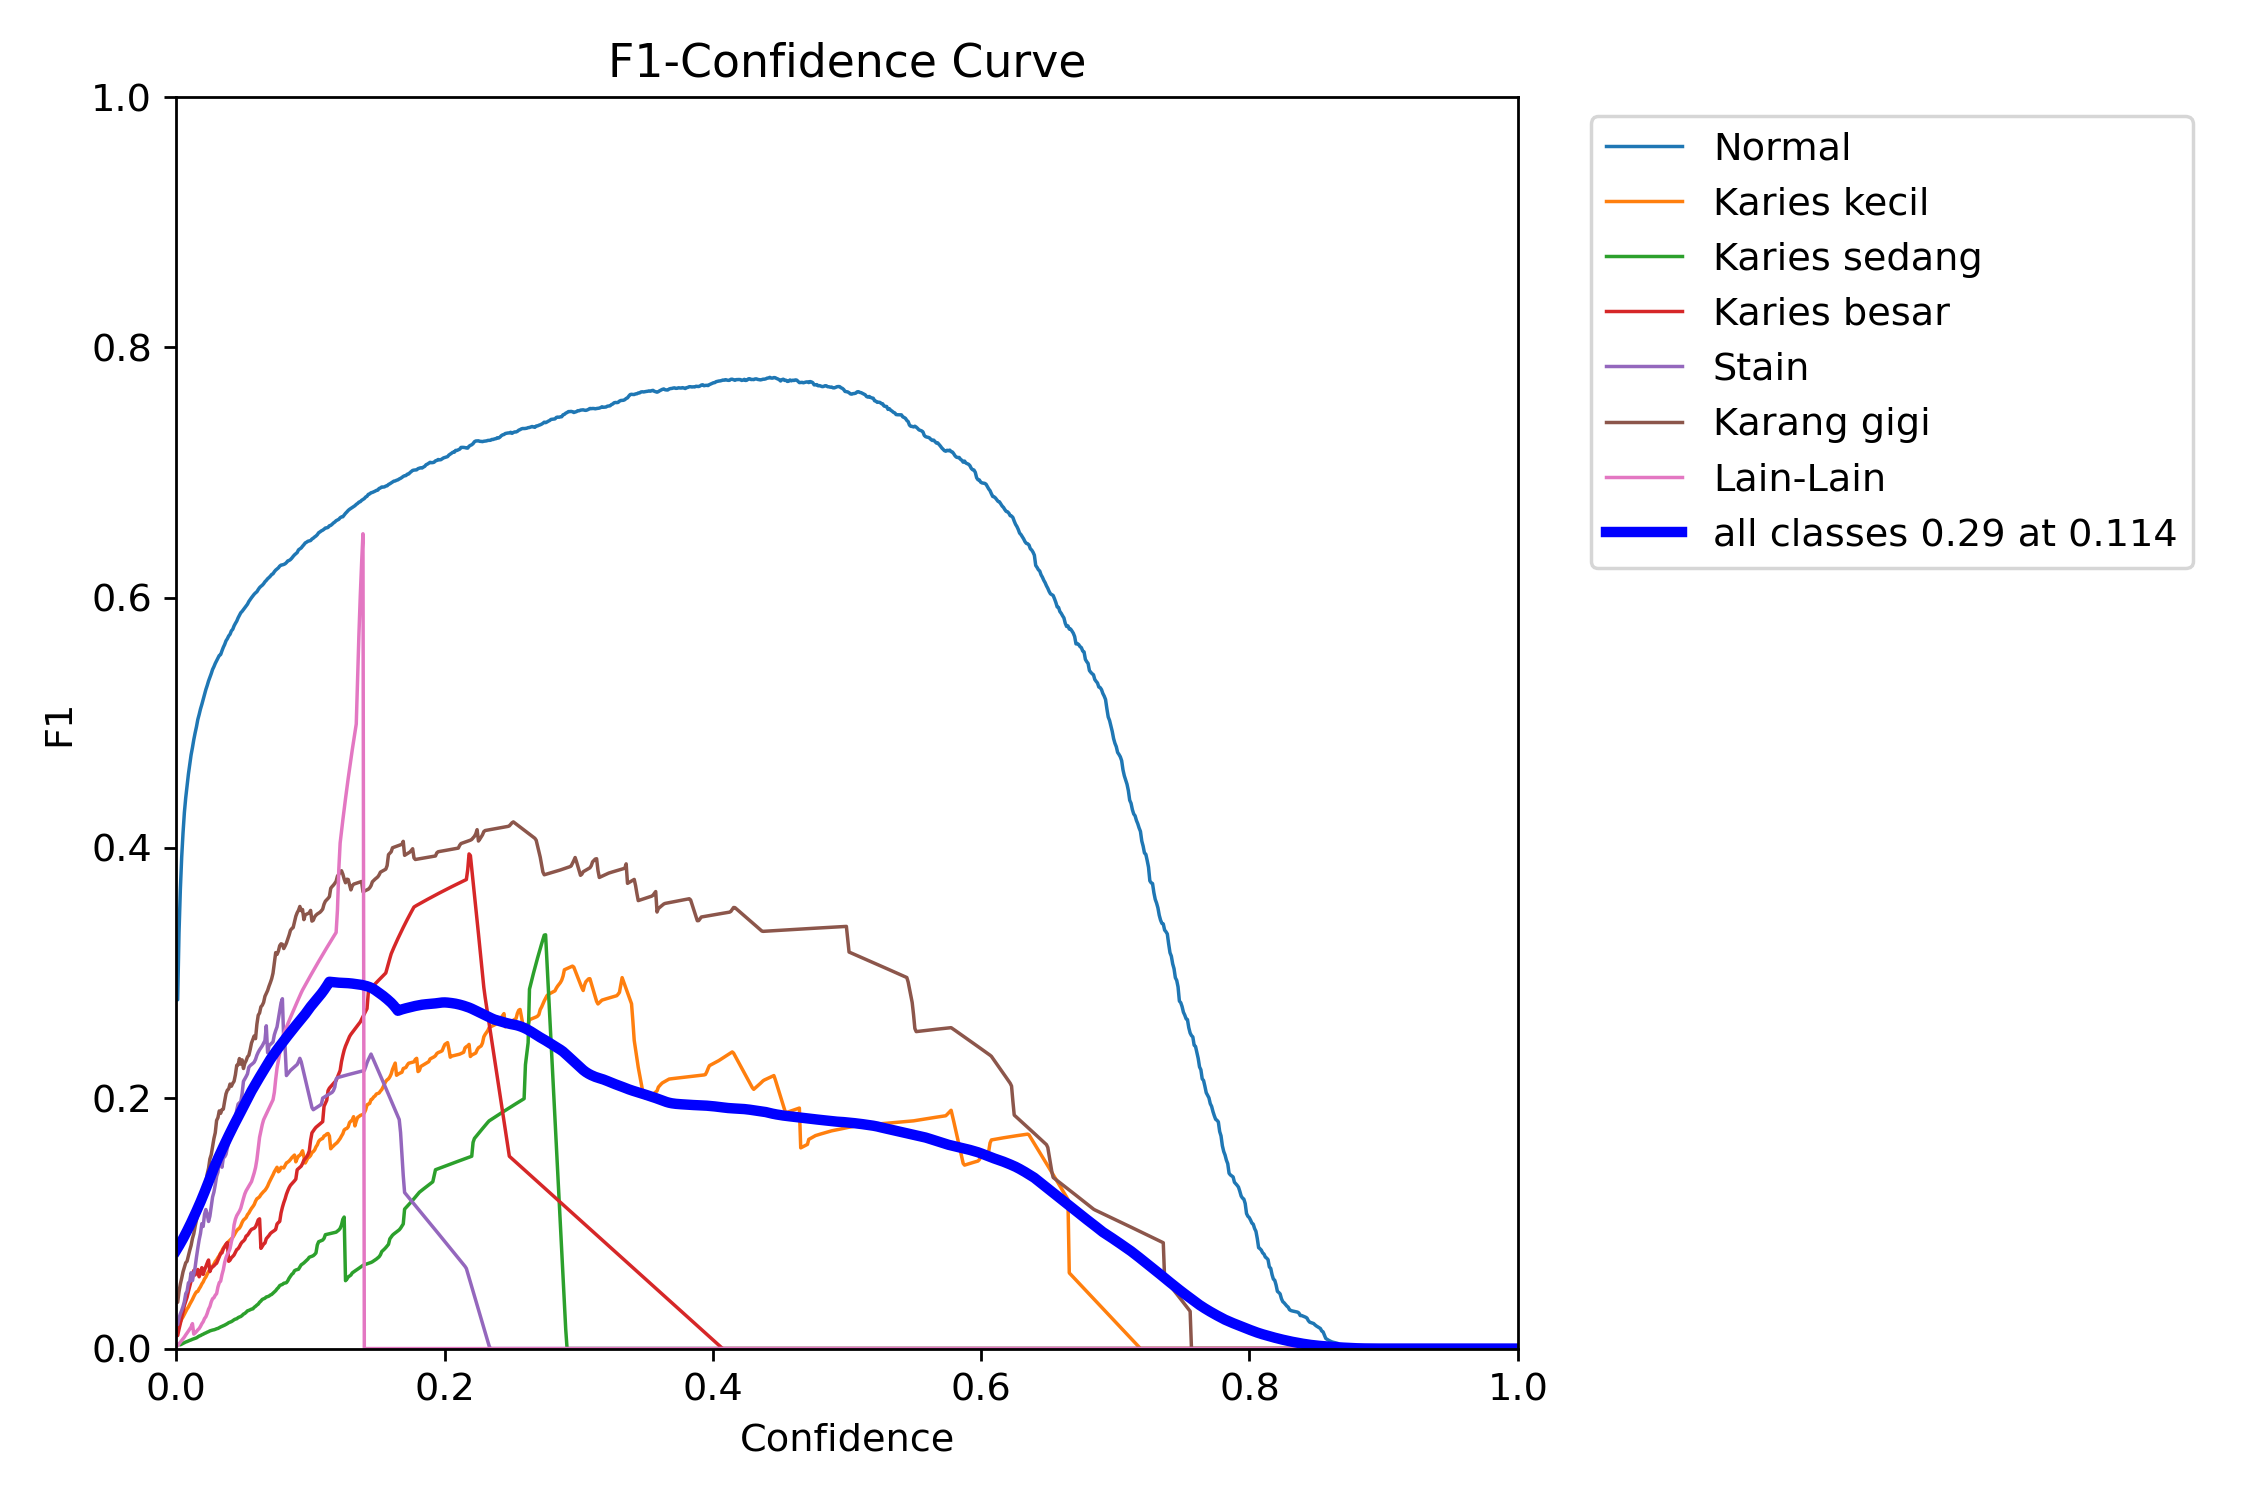 F1-Confidence Curve
1.0
0.8
0.6
0.4
0.2
0.0
F1
0.0 0.2 0.4 0.6 0.8 1.0
Confidence
Normal
Karies kecil
Karies sedang
Karies besar
Stain
Karang gigi
Lain-Lain
all classes 0.29 at 0.114